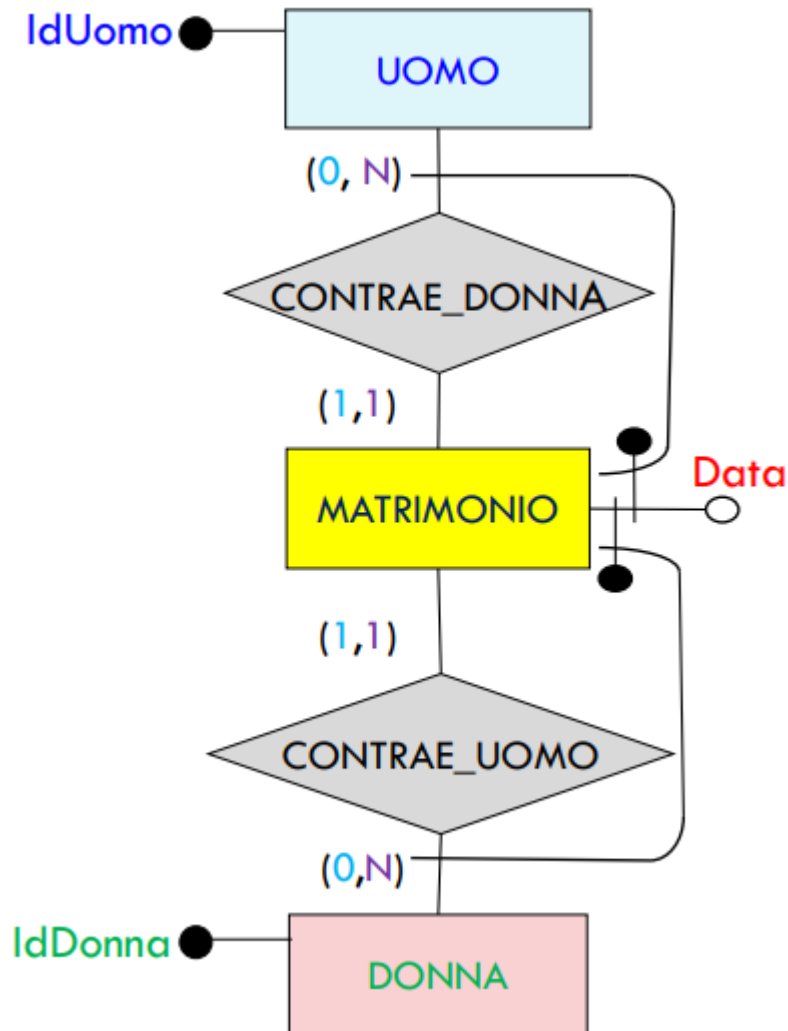 IdUomo
UOMO
(0, N)
CONTRAE_DONNA
(1,1)
MATRIMONIO
Data
(1,1)
CONTRAE_UOMO
(0,N)
IdDonna
DONNA